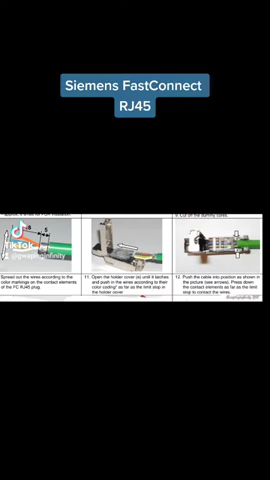 Siemens FastConnect
RJ45
9. Cut off the dummy cores.
8
5
TikTok
Spread out the wires according to the
color markings on the contact elements
of the FC RJ45 plug.
11. Open the holder cover (a) until it latches
and push in the wires according to their
color coding* as far as the limit stop in
the holder cover
12. Push the cable into position as shown in
the picture (see arrows). Press down
the contact elements as far as the limit
stop to contact the wires.